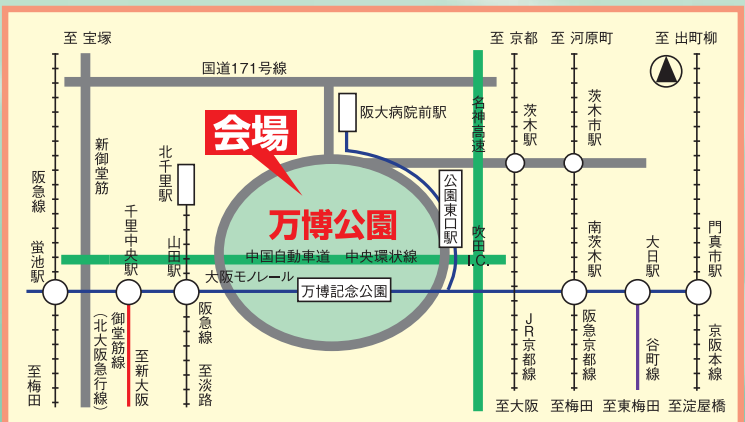 至 宝塚
至 京都
至 河原町
至 出町柳
国道171号線
名神高速
阪大病院前駅
茨木駅
茨木市駅
会場
新御堂筋
北千里駅
阪急線
千里中央駅
万博公園
公園東口駅
蛍池駅
山田駅
吹田I.C.
南茨木駅
大日駅
門真市駅
中国自動車道
中央環状線
大阪モノレール
万博記念公園
御堂筋線
(北大阪急行線)
至新大阪
阪急線
至淡路
至梅田
JR京都線
阪急京都線
谷町線
京阪本線
至大阪
至梅田
至東梅田
至淀屋橋